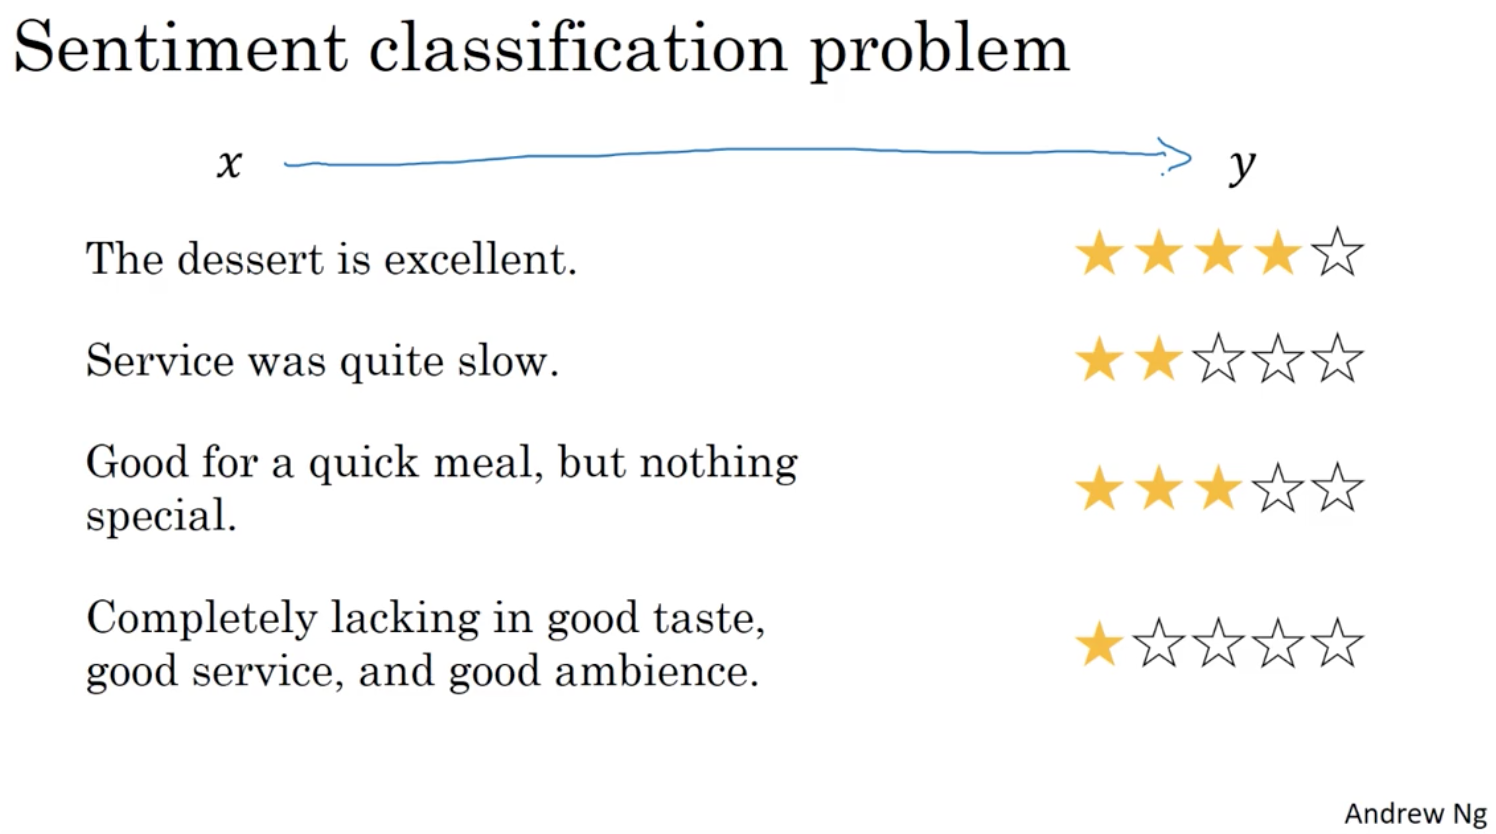 Sentiment classification problem
x
y
The dessert is excellent.
Service was quite slow.
Good for a quick meal, but nothing
special.
Completely lacking in good taste,
good service, and good ambience.
Andrew Ng